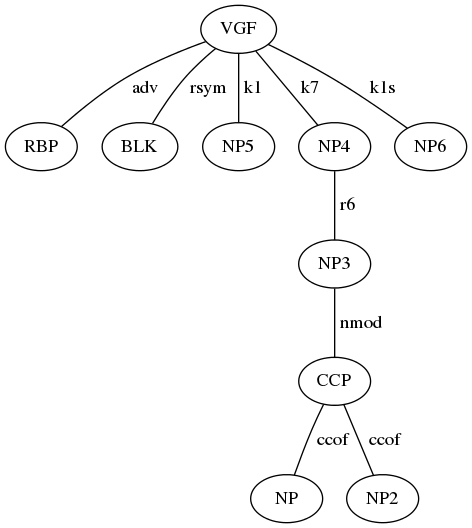 VGF
adv rsym k1 k7 k1s
RBP BLK NP5 NP4 NP6
r6
NP3
nmod
CCP
ccof ccof
NP NP2